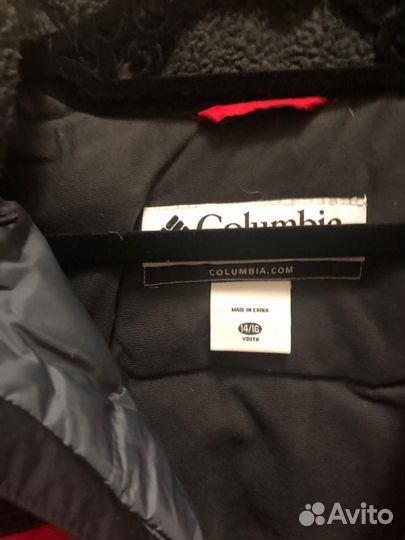 Columbia
COLUMBIA.COM
MADE IN CHINA
14/16
YOUTH
Avito